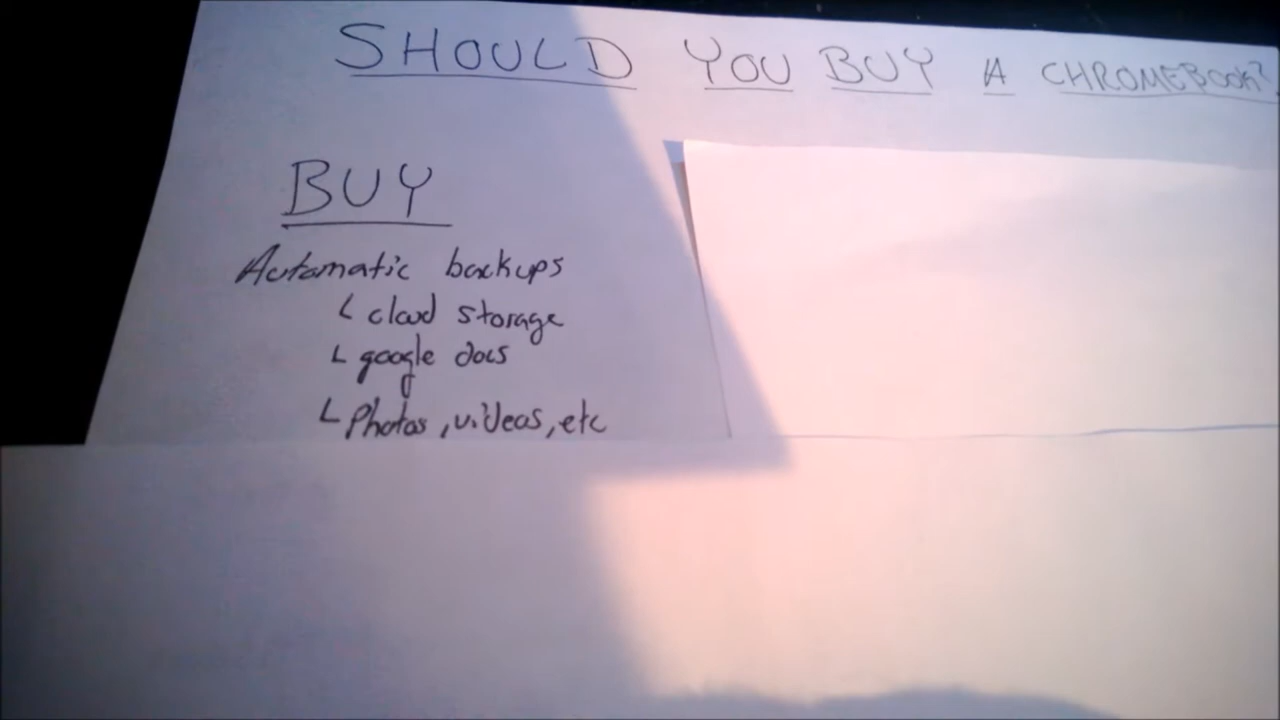 SHOULD YOU BUY A CHROMEBOOK?
BUY
Automatic backups
└ cloud storage
└ google docs
└ Photos, videos, etc